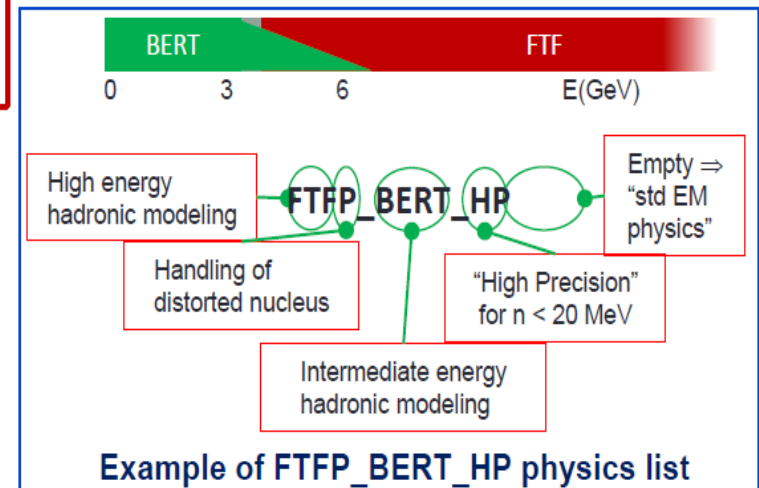 BERT FTF
0 3 6 E(GeV)
High energy
hadronic modeling
FTFP_BERT_HP
Empty ⇒
“std EM
physics”
Handling of
distorted nucleus
“High Precision”
for n < 20 MeV
Intermediate energy
hadronic modeling
Example of FTFP_BERT_HP physics list